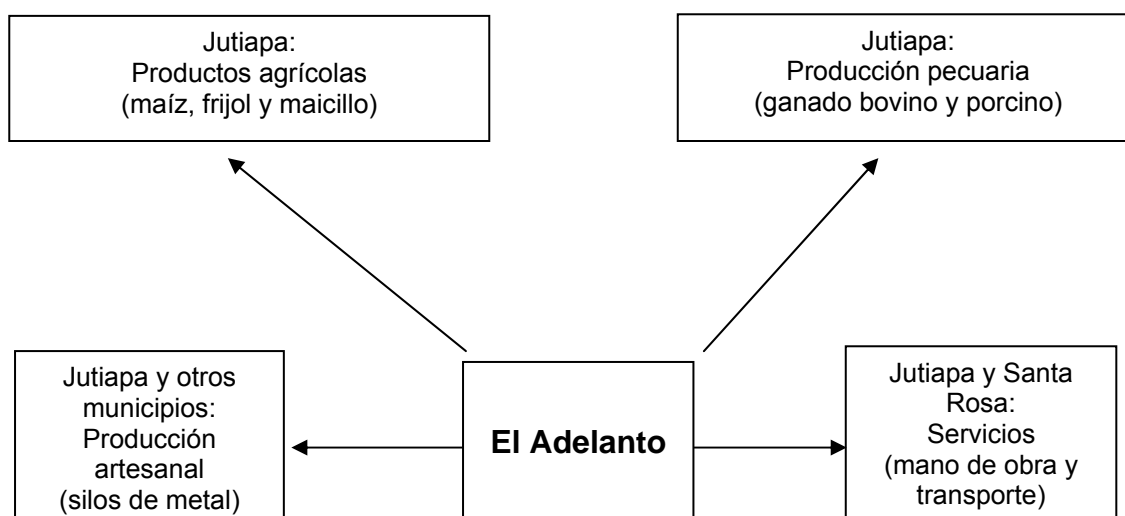 Jutiapa:
Productos agrícolas
(maíz, frijol y maicillo)
Jutiapa:
Producción pecuaria
(ganado bovino y porcino)
Jutiapa y otros
municipios:
Producción
artesanal
(silos de metal)
El Adelanto
Jutiapa y Santa
Rosa:
Servicios
(mano de obra y
transporte)